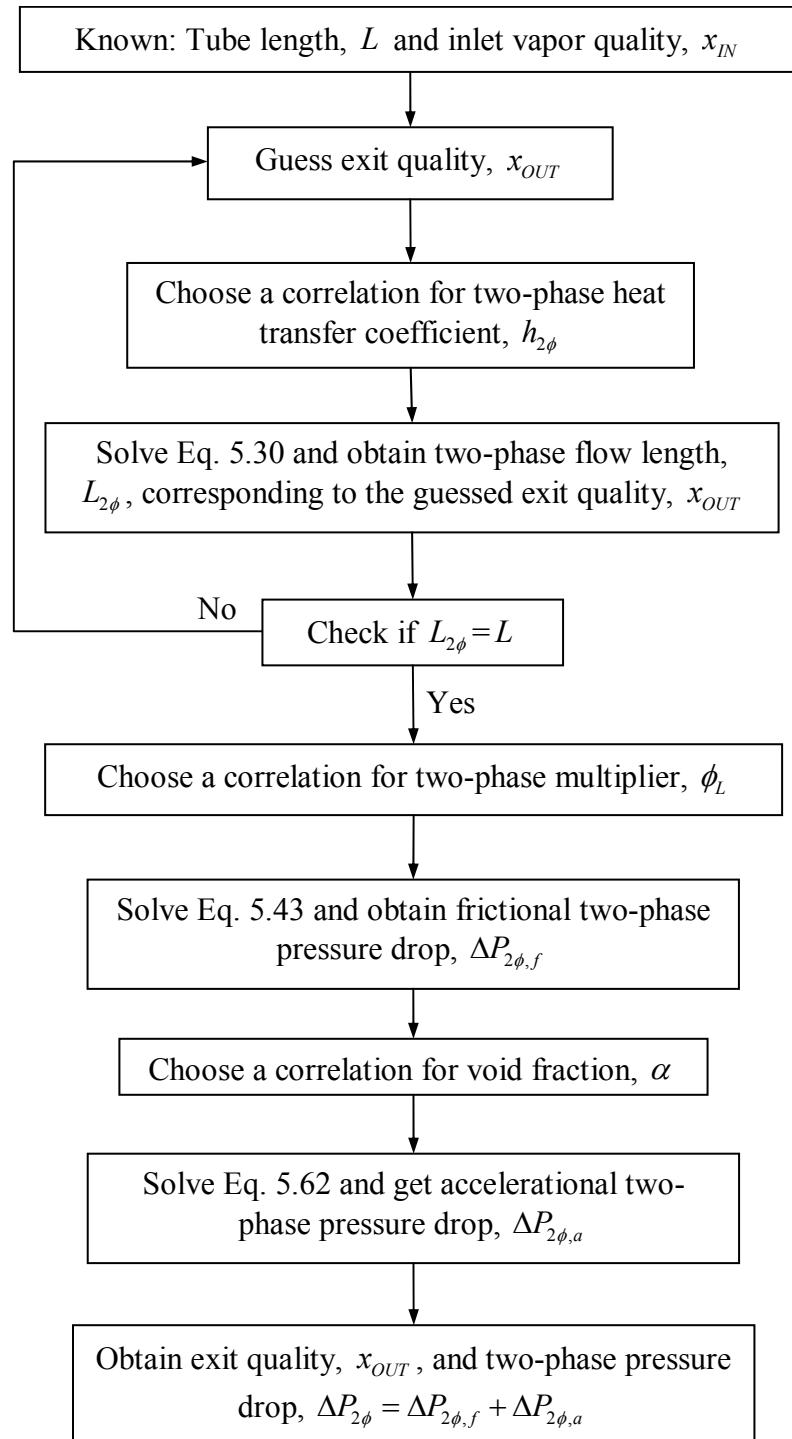 Known: Tube length, L and inlet vapor quality, x_IN
Guess exit quality, x_OUT
Choose a correlation for two-phase heat
transfer coefficient, h_2ϕ
Solve Eq. 5.30 and obtain two-phase flow length,
L_2ϕ, corresponding to the guessed exit quality, x_OUT
No
Check if L_2ϕ = L
Yes
Choose a correlation for two-phase multiplier, ϕ_L
Solve Eq. 5.43 and obtain frictional two-phase
pressure drop, ΔP_2ϕ,f
Choose a correlation for void fraction, α
Solve Eq. 5.62 and get accelerational two-
phase pressure drop, ΔP_2ϕ,a
Obtain exit quality, x_OUT, and two-phase pressure
drop, ΔP_2ϕ = ΔP_2ϕ,f + ΔP_2ϕ,a